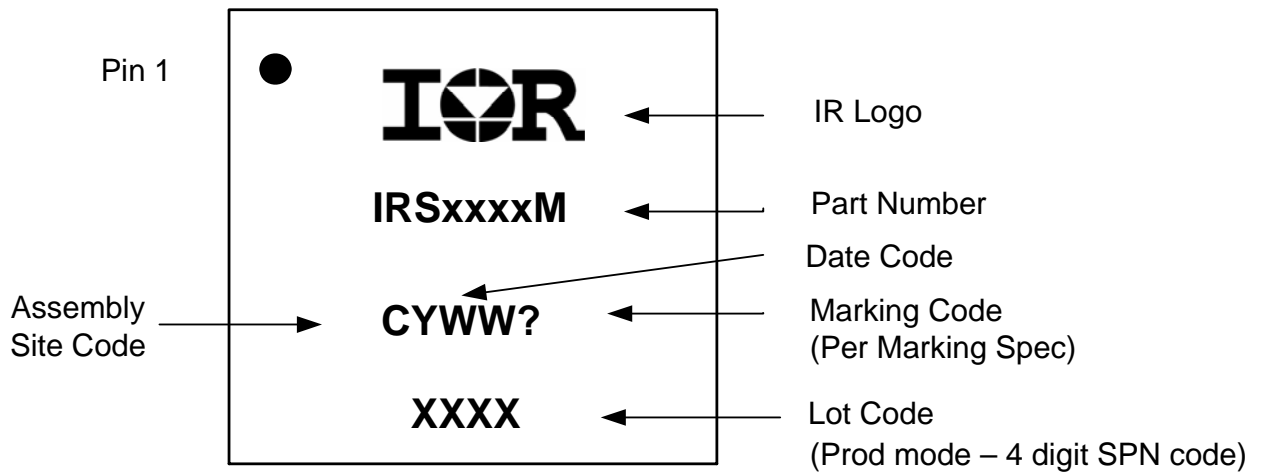 Pin 1
IOR
IR Logo
IRSxxxxM
Part Number
Date Code
Assembly
Site Code
CYWW?
Marking Code
(Per Marking Spec)
XXXX
Lot Code
(Prod mode – 4 digit SPN code)